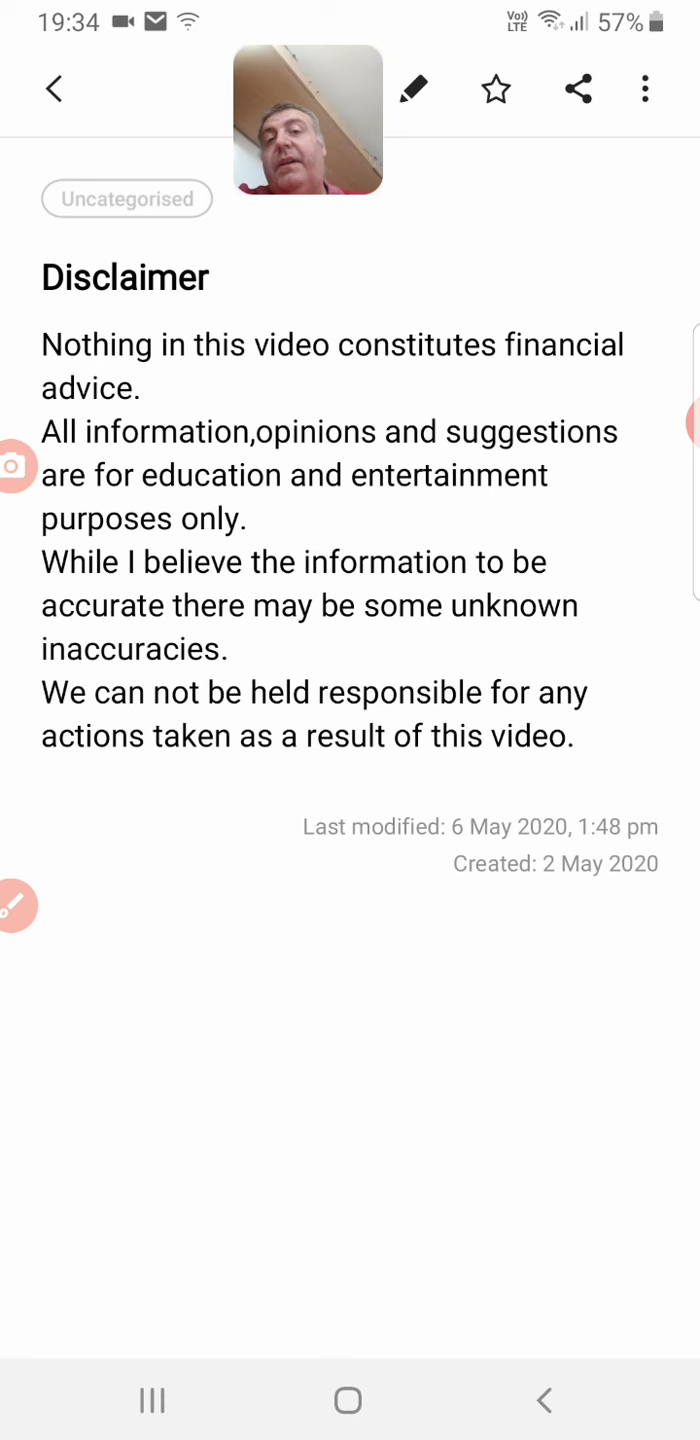 19:34 Vo)) LTE 57%
Uncategorised
Disclaimer
Nothing in this video constitutes financial
advice.
All information,opinions and suggestions
are for education and entertainment
purposes only.
While I believe the information to be
accurate there may be some unknown
inaccuracies.
We can not be held responsible for any
actions taken as a result of this video.
Last modified: 6 May 2020, 1:48 pm
Created: 2 May 2020